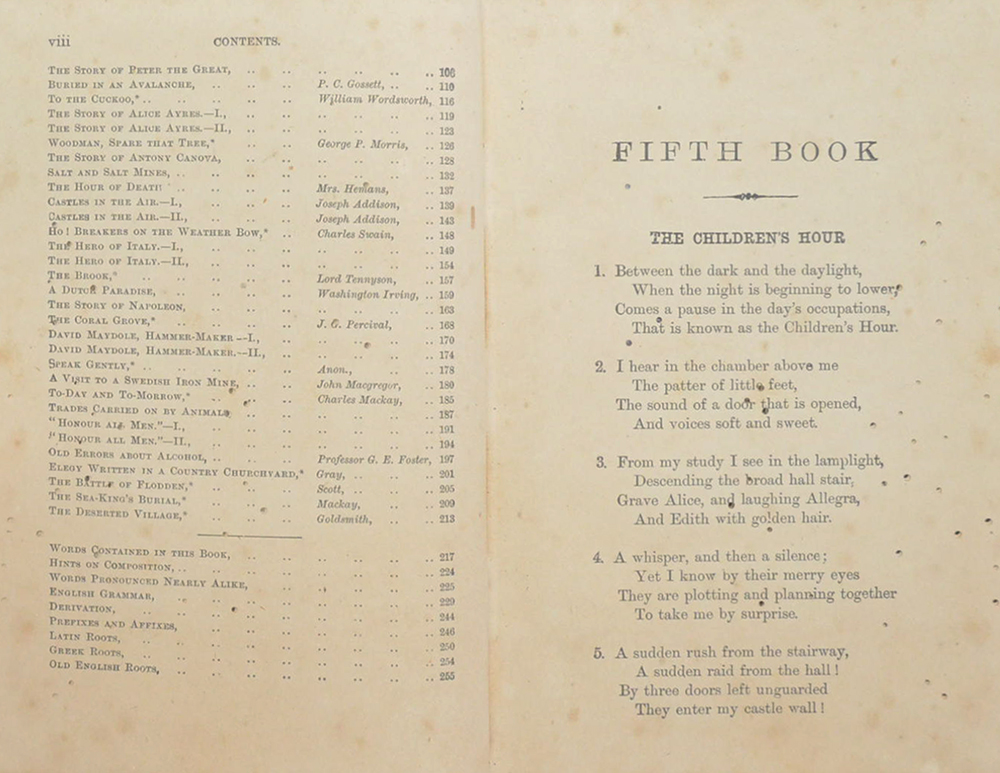 viii CONTENTS.
THE STORY OF PETER THE GREAT, .. .. .. .. .. .. 106
BURIED IN AN AVALANCHE, .. .. P. C. Gossett, .. .. 110
TO THE CUCKOO,* .. .. .. .. .. William Wordsworth, 116
THE STORY OF ALICE AYRES.—I., .. .. .. .. .. .. 119
THE STORY OF ALICE AYRES.—II., .. .. .. .. .. .. 123
WOODMAN, SPARE THAT TREE,* .. .. George P. Morris, .. 126
THE STORY OF ANTONY CANOVA, .. .. .. .. .. .. 128
SALT AND SALT MINES, .. .. .. .. .. .. .. .. 132
THE HOUR OF DEATH .. .. .. Mrs. Hemans, .. 137
CASTLES IN THE AIR.—I., .. .. Joseph Addison, .. 139
CASTLES IN THE AIR.—II., .. .. Joseph Addison, .. 143
HO! BREAKERS ON THE WEATHER BOW,* .. Charles Swain, .. 148
THE HERO OF ITALY.—I., .. .. .. .. .. .. 149
THE HERO OF ITALY.—II., .. .. .. .. .. .. 154
THE BROOK,* .. .. .. .. Lord Tennyson, .. 157
A DUTCH PARADISE, .. .. .. Washington Irving, .. 159
THE STORY OF NAPOLEON, .. .. .. .. .. .. 163
THE CORAL GROVE,* .. .. .. J. G. Percival, .. 168
DAVID MAYDOLE, HAMMER-MAKER—I., .. .. .. .. .. 170
DAVID MAYDOLE, HAMMER-MAKER.—II., .. .. .. .. .. 174
SPEAK GENTLY,* .. .. .. .. Anon., .. .. 178
A VISIT TO A SWEDISH IRON MINE, .. .. John Macgregor, .. 180
TO-DAY AND TO-MORROW,* .. .. .. Charles Mackay, .. 185
TRADES CARRIED ON BY ANIMALS .. .. .. .. .. .. 187
"HONOUR ALL MEN."—I., .. .. .. .. .. .. 191
"HONOUR ALL MEN."—II., .. .. .. .. .. .. 194
OLD ERRORS ABOUT ALCOHOL, .. .. .. Professor G. E. Foster, 197
ELEGY WRITTEN IN A COUNTRY CHURCHYARD,* Gray, .. .. .. 201
THE BATTLE OF FLODDEN,* .. .. .. Scott, .. .. .. 205
THE SEA-KING'S BURIAL,* .. .. .. Mackay, .. .. 209
THE DESERTED VILLAGE,* .. .. .. Goldsmith, .. .. 213
WORDS CONTAINED IN THIS BOOK, .. .. .. .. .. .. 217
HINTS ON COMPOSITION, .. .. .. .. .. .. .. .. 224
WORDS PRONOUNCED NEARLY ALIKE, .. .. .. .. .. 225
ENGLISH GRAMMAR, .. .. .. .. .. .. .. 229
DERIVATION, .. .. .. .. .. .. .. .. 244
PREFIXES AND AFFIXES, .. .. .. .. .. .. .. 246
LATIN ROOTS, .. .. .. .. .. .. .. .. 250
GREEK ROOTS, .. .. .. .. .. .. .. .. 254
OLD ENGLISH ROOTS, .. .. .. .. .. .. .. 255
FIFTH BOOK
THE CHILDREN'S HOUR
1. Between the dark and the daylight,
When the night is beginning to lower,
Comes a pause in the day's occupations,
That is known as the Children's Hour.
2. I hear in the chamber above me
The patter of little feet,
The sound of a door that is opened,
And voices soft and sweet.
3. From my study I see in the lamplight,
Descending the broad hall stair,
Grave Alice, and laughing Allegra,
And Edith with golden hair.
4. A whisper, and then a silence;
Yet I know by their merry eyes
They are plotting and planning together
To take me by surprise.
5. A sudden rush from the stairway,
A sudden raid from the hall!
By three doors left unguarded
They enter my castle wall!